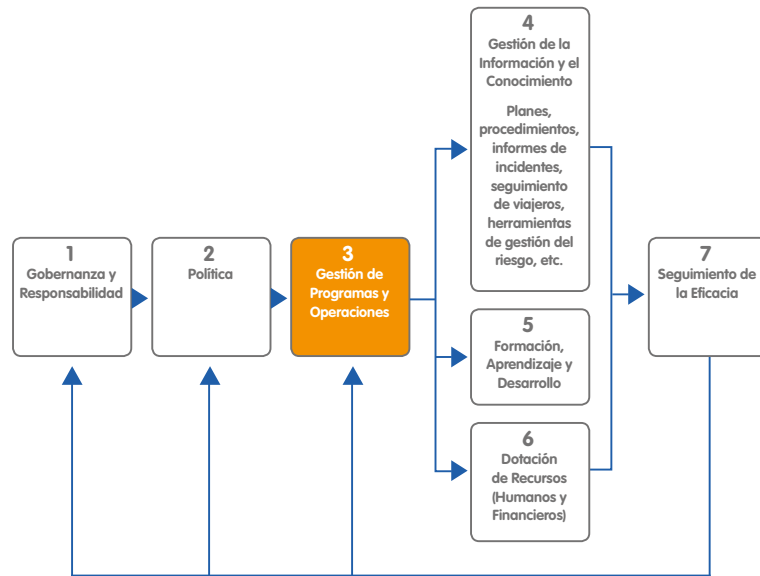 1
Gobernanza y
Responsabilidad
2
Política
3
Gestión de
Programas y
Operaciones
4
Gestión de la
Información y el
Conocimiento
Planes,
procedimientos,
informes de
incidentes,
seguimiento
de viajeros,
herramientas
de gestión del
riesgo, etc.
5
Formación,
Aprendizaje y
Desarrollo
6
Dotación
de Recursos
(Humanos y
Financieros)
7
Seguimiento de
la Eficacia